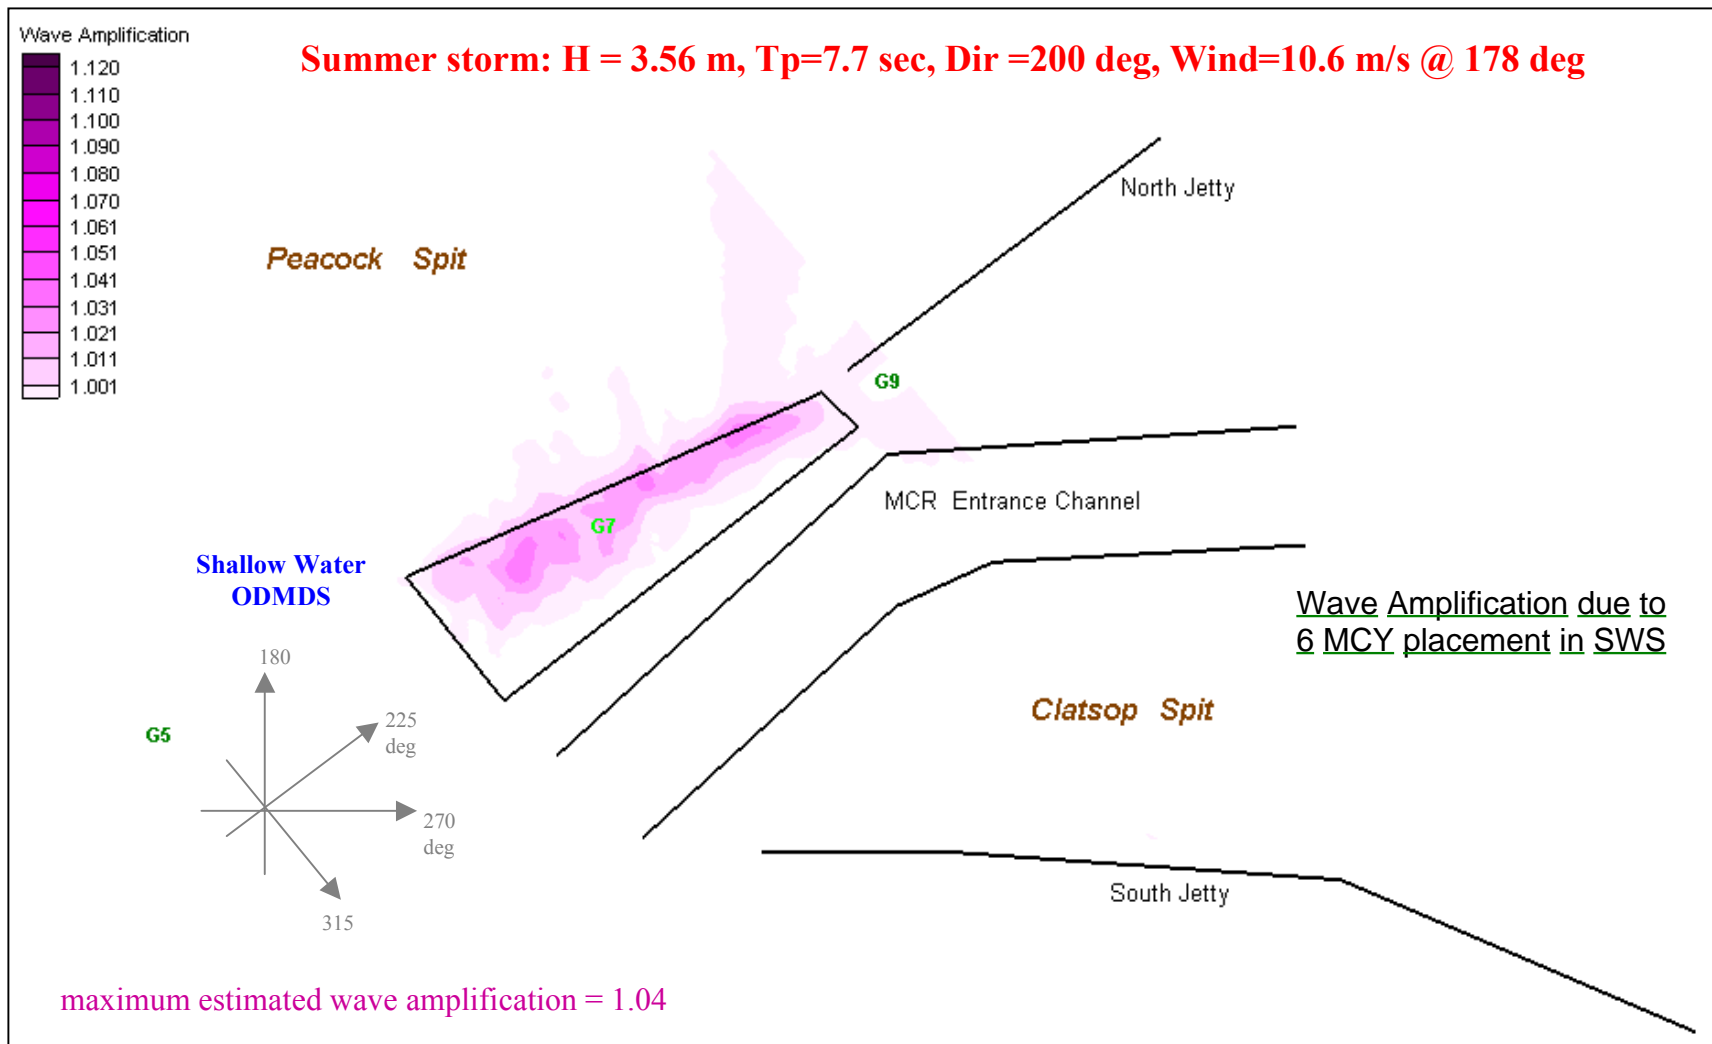 Wave Amplification
1.120
1.110
1.100
1.090
1.080
1.070
1.061
1.051
1.041
1.031
1.021
1.011
1.001
Summer storm: H = 3.56 m, Tp=7.7 sec, Dir =200 deg, Wind=10.6 m/s @ 178 deg
North Jetty
Peacock Spit
G9
MCR Entrance Channel
G7
Shallow Water
ODMDS
Wave Amplification due to
6 MCY placement in SWS
180
225
deg
G5
270
deg
315
Clatsop Spit
South Jetty
maximum estimated wave amplification = 1.04